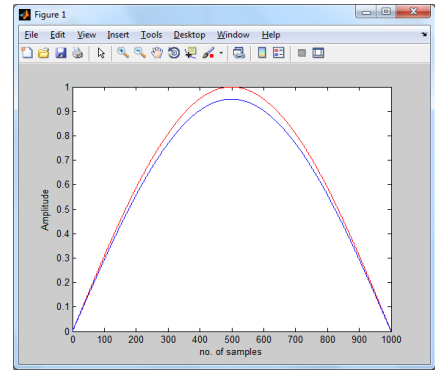 Figure 1
File Edit View Insert Tools Desktop Window Help
1
0.9
0.8
0.7
0.6
0.5
0.4
0.3
0.2
0.1
0
Amplitude
0 100 200 300 400 500 600 700 800 900 1000
no. of samples